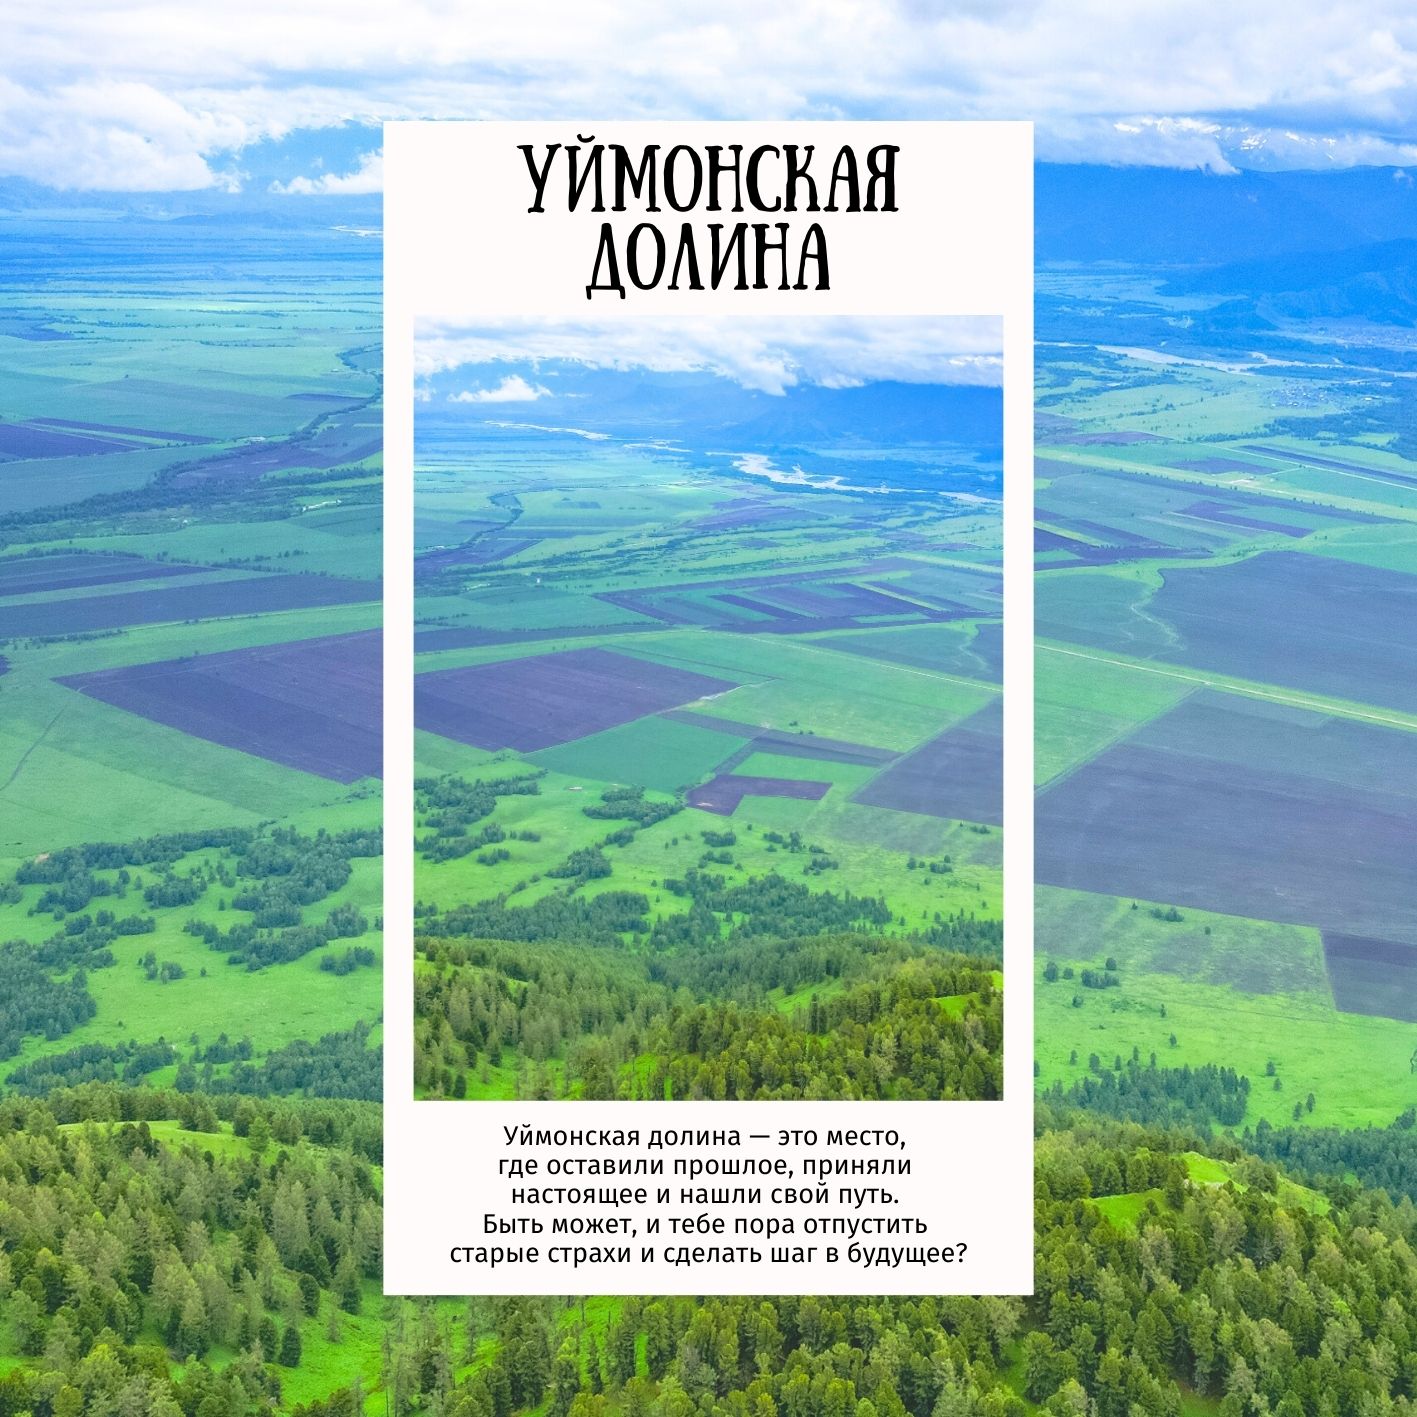 УЙМОНСКАЯ
ДОЛИНА
Уймонская долина — это место,
где оставили прошлое, приняли
настоящее и нашли свой путь.
Быть может, и тебе пора отпустить
старые страхи и сделать шаг в будущее?